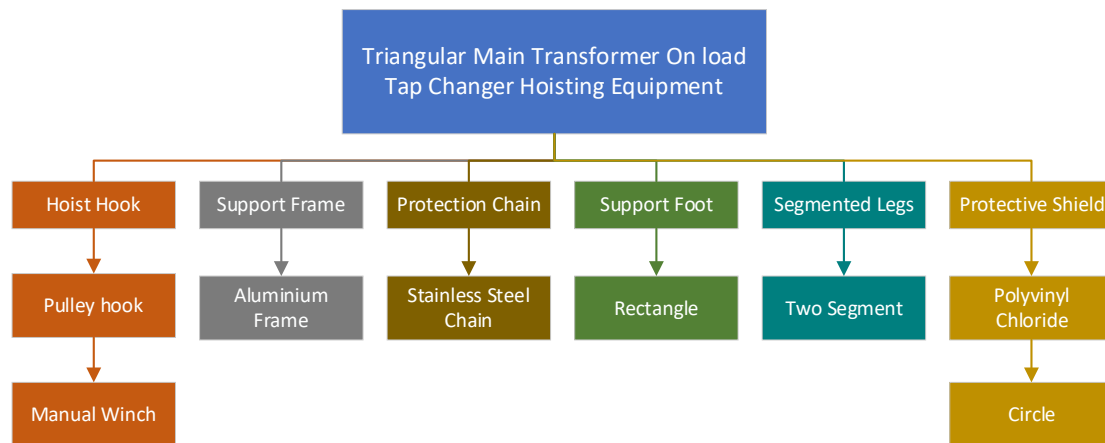 Triangular Main Transformer On load
Tap Changer Hoisting Equipment
Hoist Hook
Support Frame
Protection Chain
Support Foot
Segmented Legs
Protective Shield
Pulley hook
Aluminium
Frame
Stainless Steel
Chain
Rectangle
Two Segment
Polyvinyl
Chloride
Manual Winch
Circle